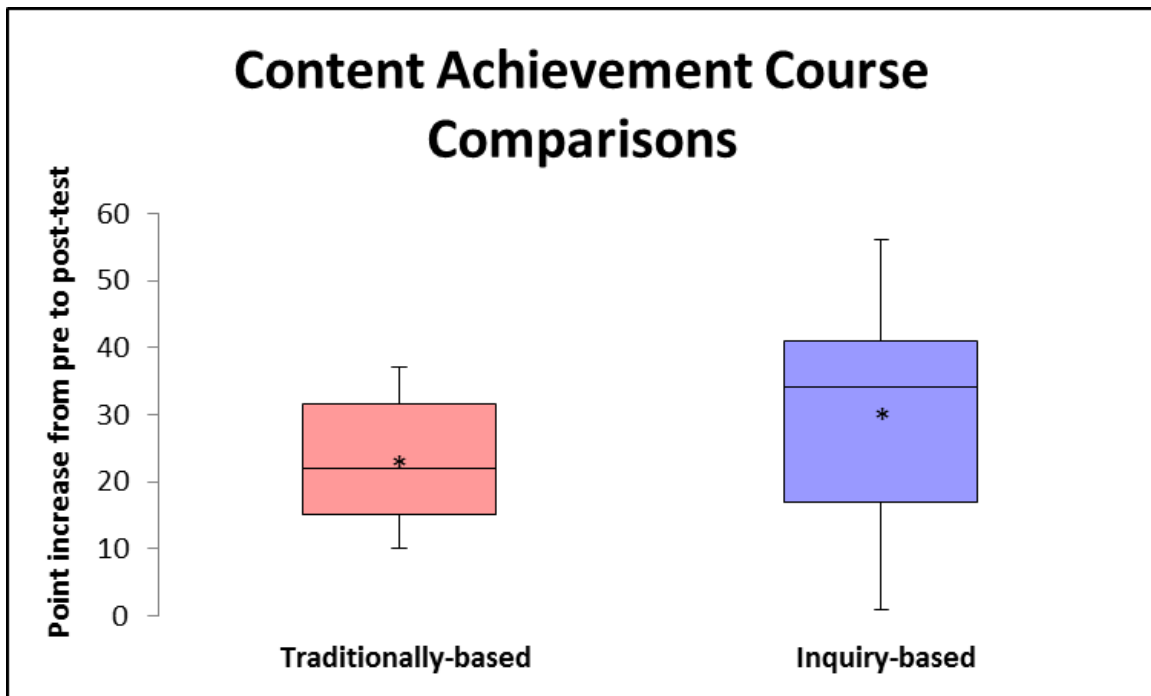 Content Achievement Course
Comparisons
Point increase from pre to post-test
60
50
40
30
20
10
0
*
*
Traditionally-based
Inquiry-based